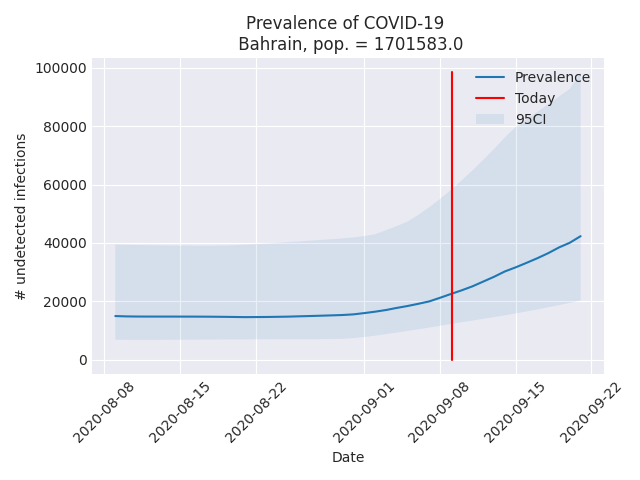 Prevalence of COVID-19
Bahrain, pop. = 1701583.0
100000
80000
60000
40000
20000
0
# undetected infections
Prevalence
Today
95CI
2020-08-08
2020-08-15
2020-08-22
2020-09-01
2020-09-08
2020-09-15
2020-09-22
Date